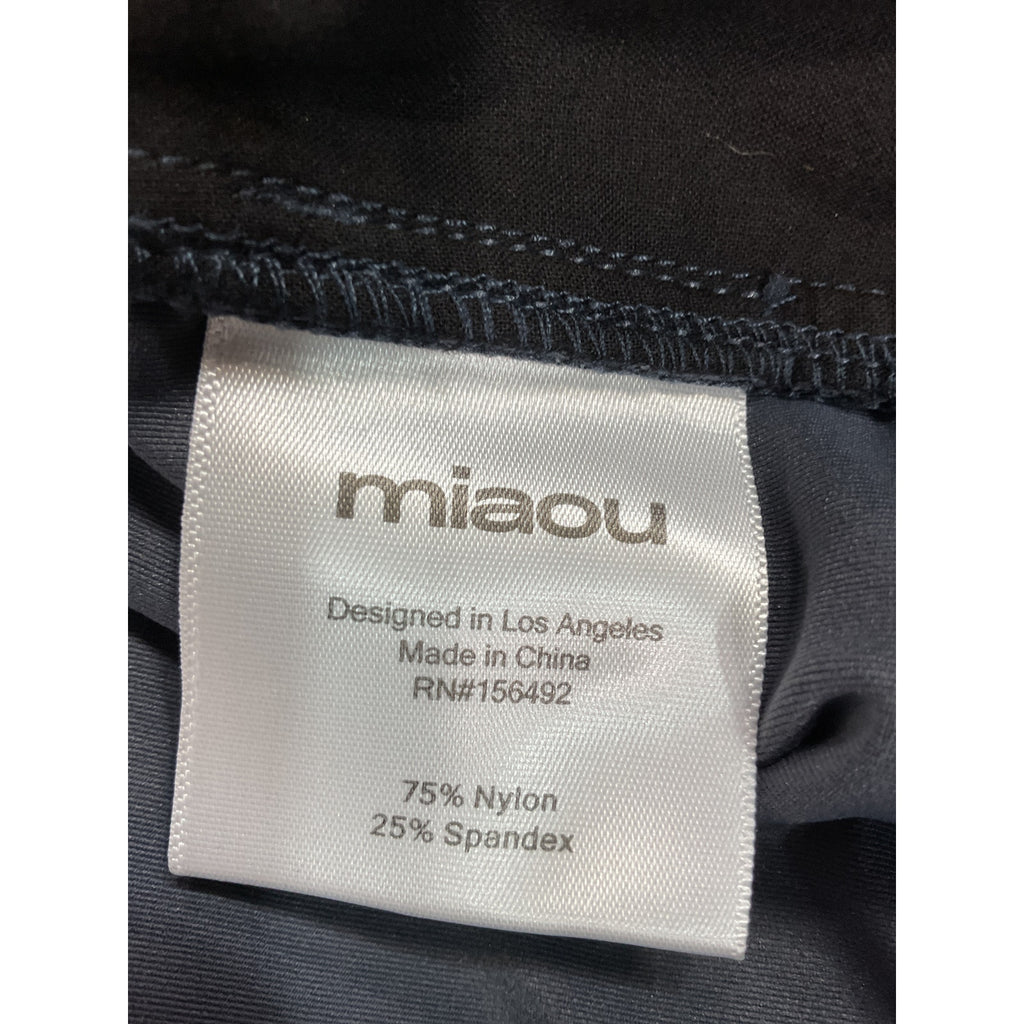 miaou
Designed in Los Angeles
Made in China
RN#156492
75% Nylon
25% Spandex